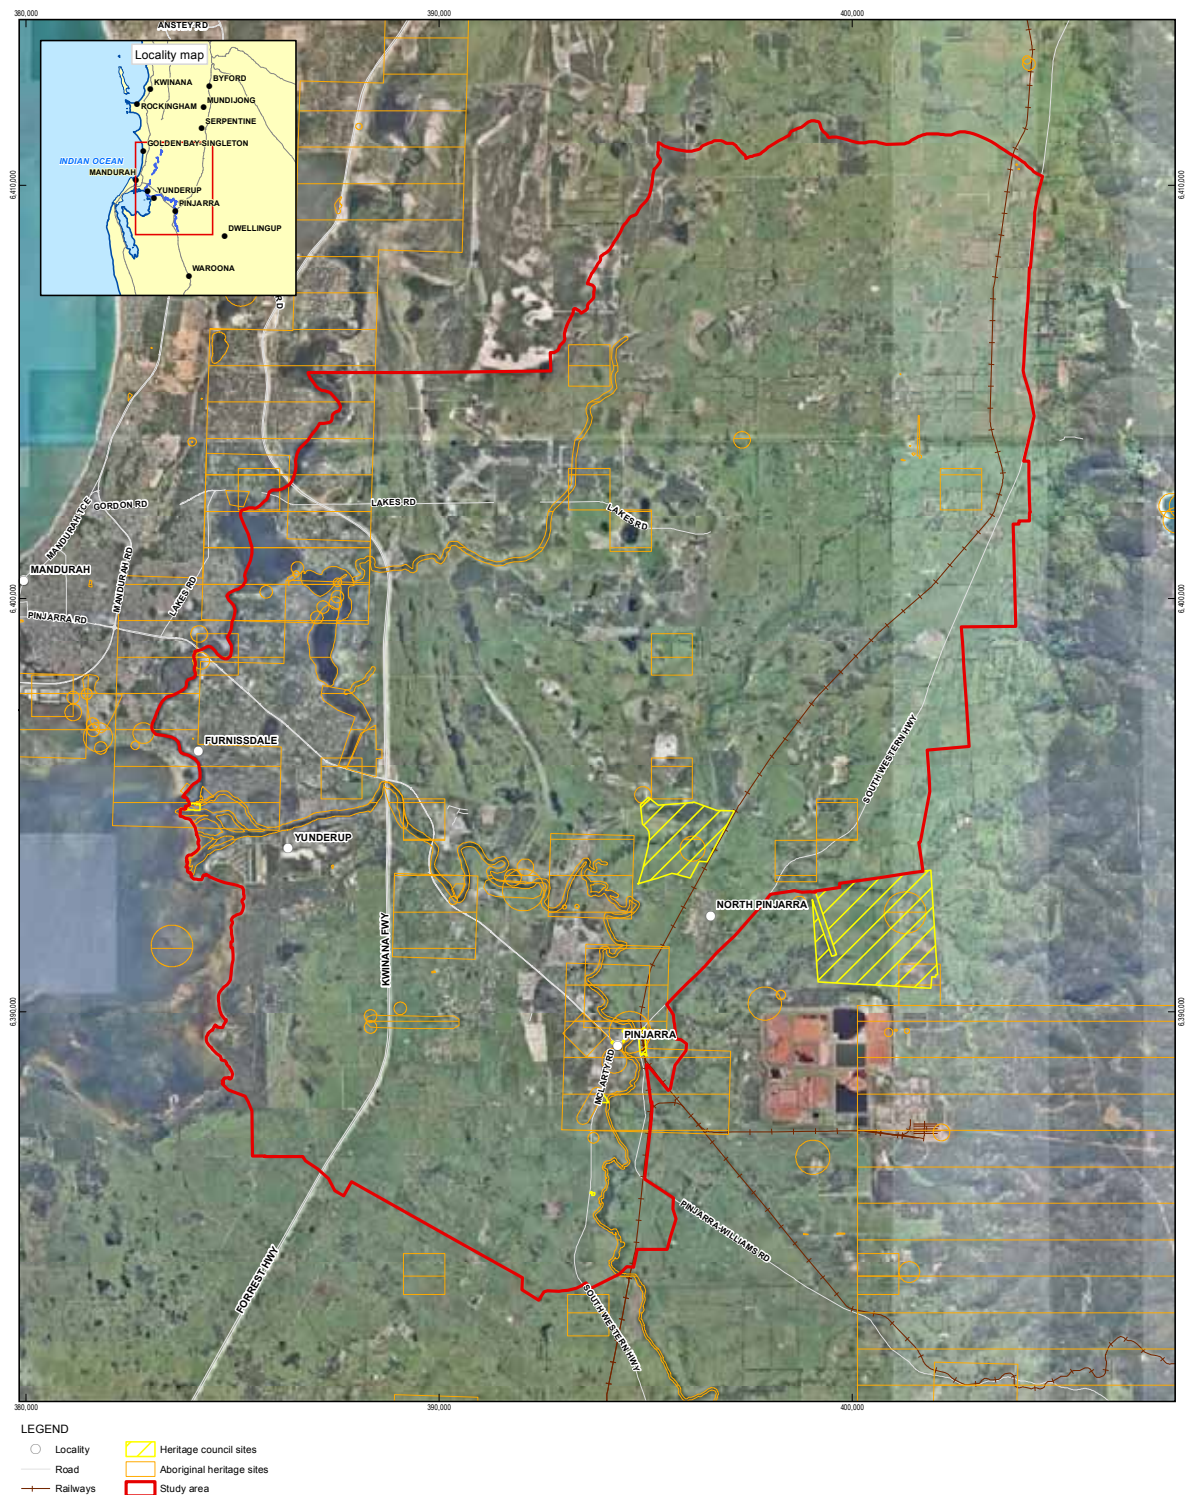 380,000
390,000
400,000
ANSTEY RD
Locality map
KWINANA
BYFORD
ROCKINGHAM
MUNDIJONG
SERPENTINE
GOLDEN BAY-SINGLETON
INDIAN OCEAN
MANDURAH
YUNDERUP
PINJARRA
DWELLINGUP
WAROONA
6,410,000
6,410,000
RD
LAKES RD
LAKES RD
GORDON RD
MANDURAH TCE
MANDURAH RD
LAKES RD
MANDURAH
PINJARRA RD
6,400,000
6,400,000
FURNISSDALE
SOUTH WESTERN HWY
YUNDERUP
NORTH PINJARRA
KWINANA FWY
6,390,000
6,390,000
PINJARRA
MCLARTY RD
PINJARRA-WILLIAMS RD
FORREST HWY
SOUTH WESTERN HWY
380,000
390,000
400,000
LEGEND
Locality
Road
Railways
Heritage council sites
Aboriginal heritage sites
Study area